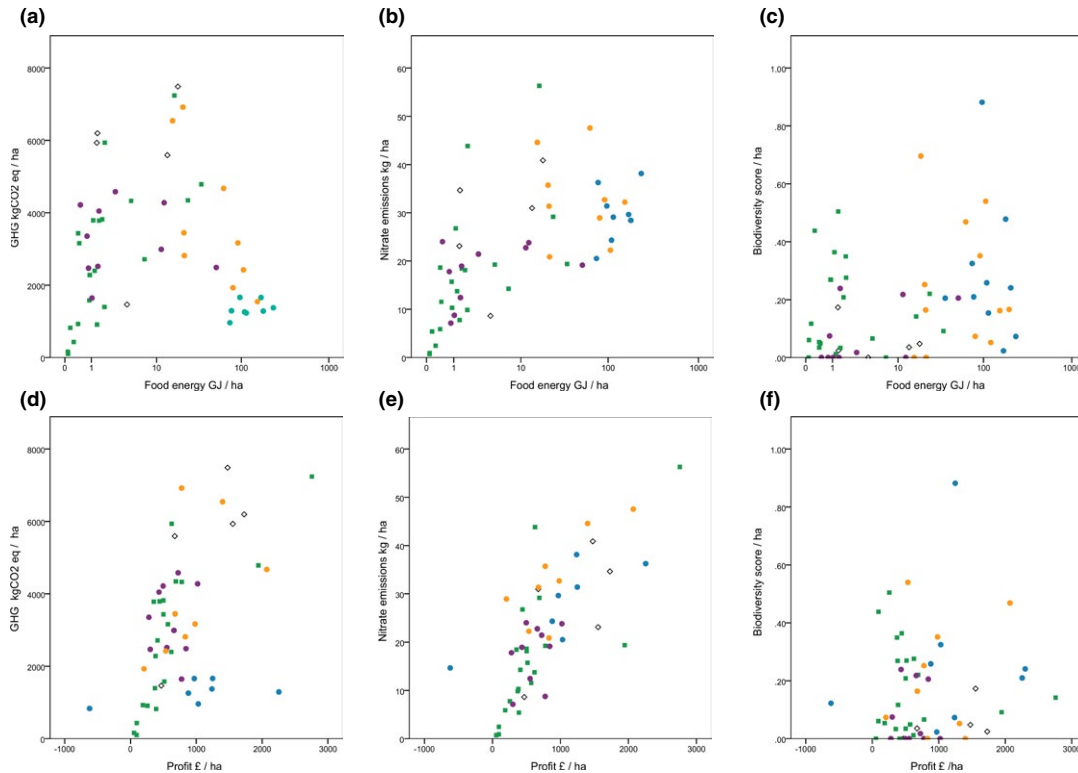 (a)
8000
6000
4000
2000
0
GHG kgCO2 eq / ha
0 1 10 100 1000
Food energy GJ / ha
(b)
60
50
40
30
20
10
0
Nitrate emissions kg / ha
0 1 10 100 1000
Food energy GJ / ha
(c)
1.00
.80
.60
.40
.20
.00
Biodiversity score / ha
0 1 10 100 1000
Food energy GJ / ha
(d)
8000
6000
4000
2000
0
GHG kgCO2 eq / ha
-1000 0 1000 2000 3000
Profit £ / ha
(e)
60
50
40
30
20
10
0
Nitrate emissions kg / ha
-1000 0 1000 2000 3000
Profit £ / ha
(f)
1.00
.80
.60
.40
.20
.00
Biodiversity score / ha
-1000 0 1000 2000 3000
Profit £ /ha